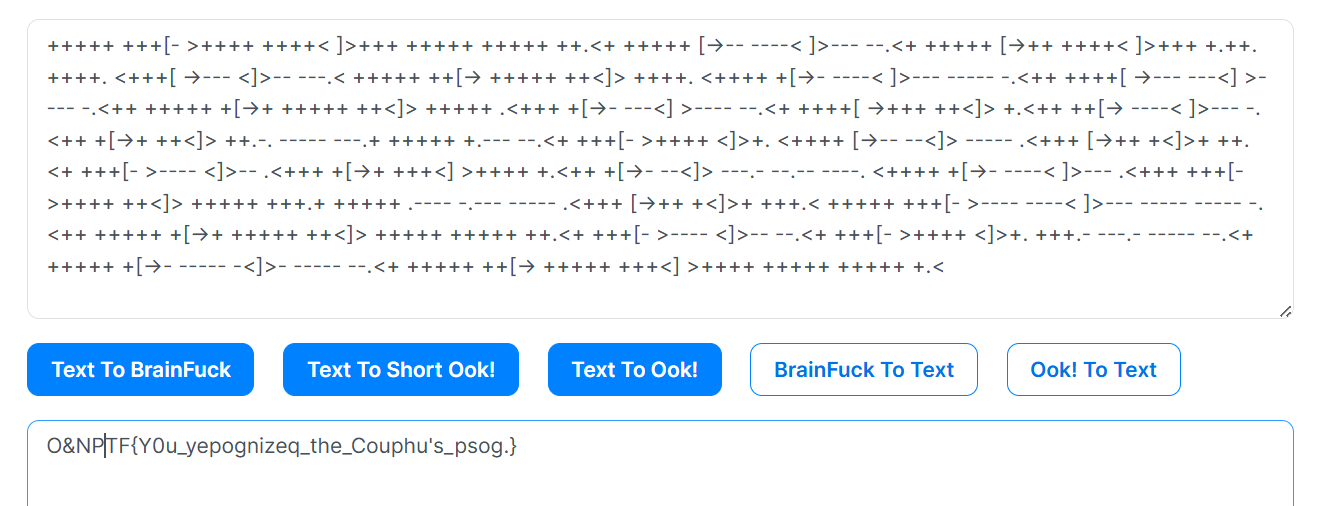 +++++ +++[- >++++ ++++< ]>+++ +++++ +++++ ++.<+ +++++ [->-- ----< ]>--- --.<+ +++++ [->++ ++++< ]>+++ +.++.
++++. <+++[ ->--- <]>-- ---.< +++++ ++[-> +++++ ++<]> ++++. <++++ +[->- ----< ]>--- ----- -.<++ ++++[ ->--- ---<] >-
--- -.<++ +++++ +[->+ +++++ ++<]> +++++ .<+++ +[->- ---<] >---- --.<+ ++++[ ->+++ ++<]> +.<++ ++[-> ----< ]>--- -.
<++ +[->+ ++<]> ++.-. ----- ---.+ +++++ +.--- --.<+ +++[- >++++ <]>+. <++++ [->-- --<]> ----- .<+++ [->++ +<]>+ ++.
<+ +++[- >---- <]>-- .<+++ +[->+ +++<] >++++ +.<++ +[->- --<]> ---.- --.-- ----. <++++ +[->- ----< ]>--- .<+++ +++[-
>++++ ++<]> +++++ +++.+ +++++ .---- -.--- ----- .<+++ [->++ +<]>+ +++.< +++++ +++[- >---- ----< ]>--- ----- ----- -.
<++ +++++ +[->+ +++++ ++<]> +++++ +++++ ++.<+ +++[- >---- <]>-- --.<+ +++[- >++++ <]>+. +++.- ---.- ----- --.<+
+++++ +[->- ----- -<]>- ----- --.<+ +++++ ++[-> +++++ +++<] >++++ +++++ +++++ +.<
Text To BrainFuck
Text To Short Ook!
Text To Ook!
BrainFuck To Text
Ook! To Text
O&NPTF{Y0u_yepognizeq_the_Couphu's_psog.}